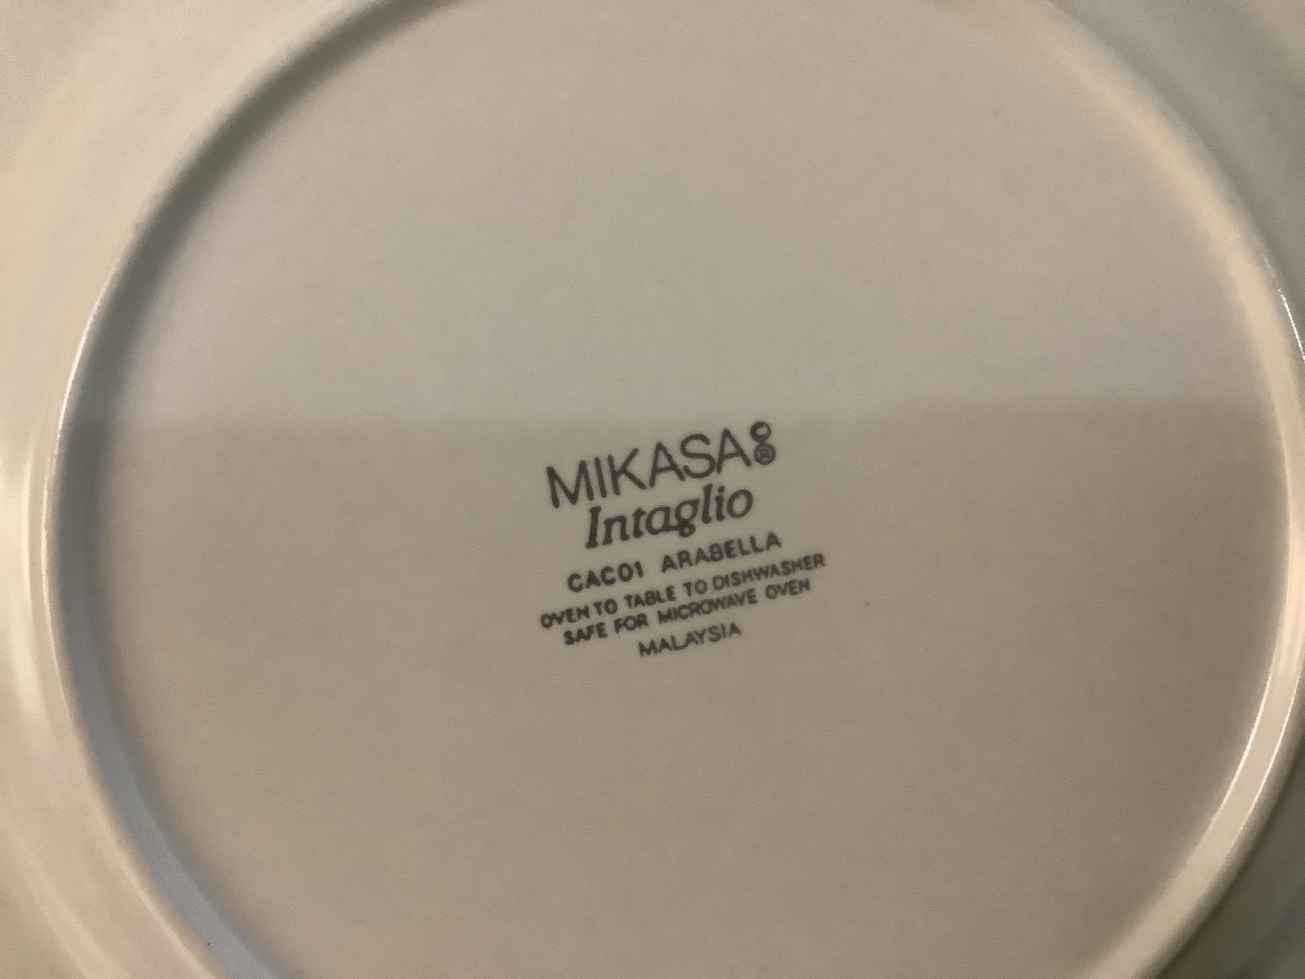 MIKASA®
Intaglio
CAC01 ARABELLA
OVEN TO TABLE TO DISHWASHER
SAFE FOR MICROWAVE OVEN
MALAYSIA